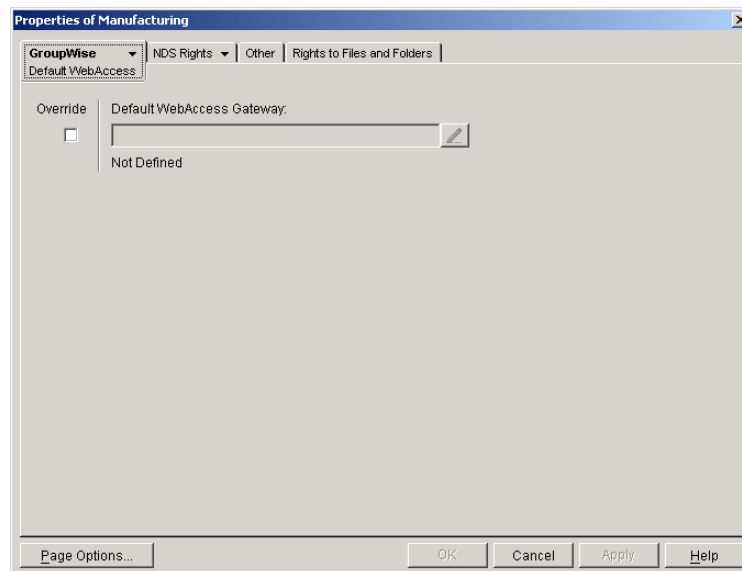 Properties of Manufacturing
GroupWise NDS Rights Other Rights to Files and Folders
Default WebAccess
Override Default WebAccess Gateway:
Not Defined
Page Options... OK Cancel Apply Help